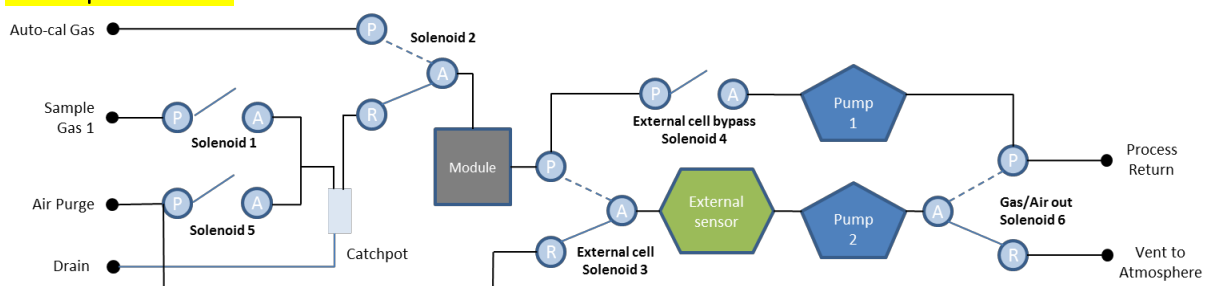 Auto-cal Gas
P
Solenoid 2
A
Sample
Gas 1
P
A
R
Solenoid 1
P
A
External cell bypass
Solenoid 4
Pump
1
Module
P
P
Process
Return
Air Purge
P
A
Solenoid 5
Catchpot
A
External
sensor
Pump
2
A
Gas/Air out
Solenoid 6
R
External cell
Solenoid 3
R
Vent to
Atmosphere
Drain